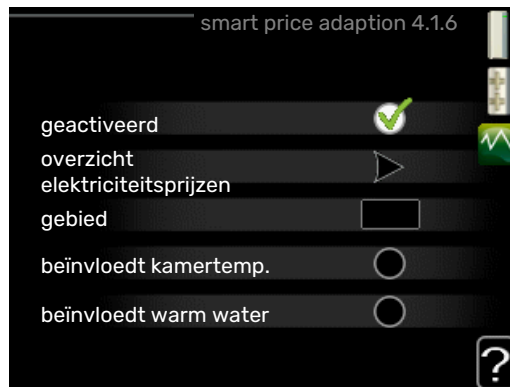 smart price adaption 4.1.6
geactiveerd
overzicht
elektriciteitsprijzen
gebied
beïnvloedt kamertemp.
beïnvloedt warm water
?